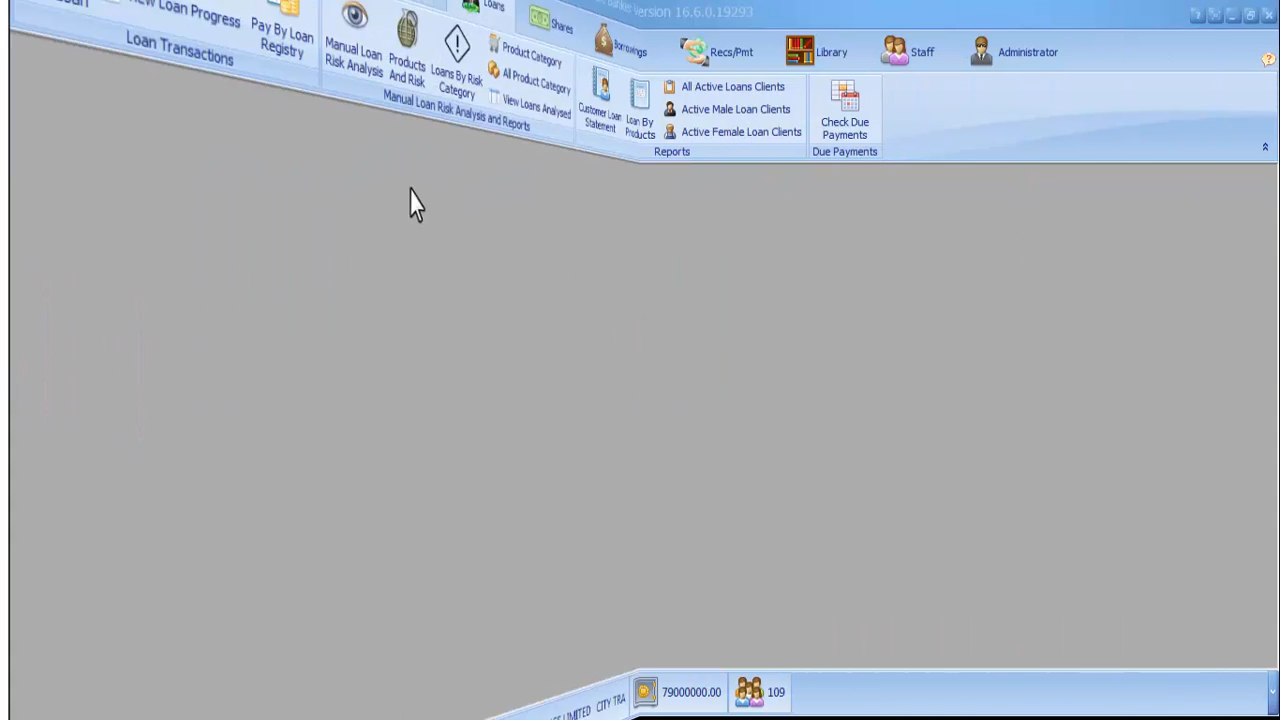 Banker version 16.6.0.19293
Loans
Shares
Borrowings
Recs/Pmt
Library
Staff
Administrator
View Loan Progress
Pay By Loan
Registry
Loan Transactions
Manual Loan
Risk Analysis
Products
And Risk
Loans By Risk
Category
Product Category
All Product Category
View Loans Analysed
Manual Loan Risk Analysis and Reports
Customer Loan
Statement
Loan By
Products
All Active Loans Clients
Active Male Loan Clients
Active Female Loan Clients
Reports
Check Due
Payments
Due Payments
LIMITED CITY TRA
79000000.00
109